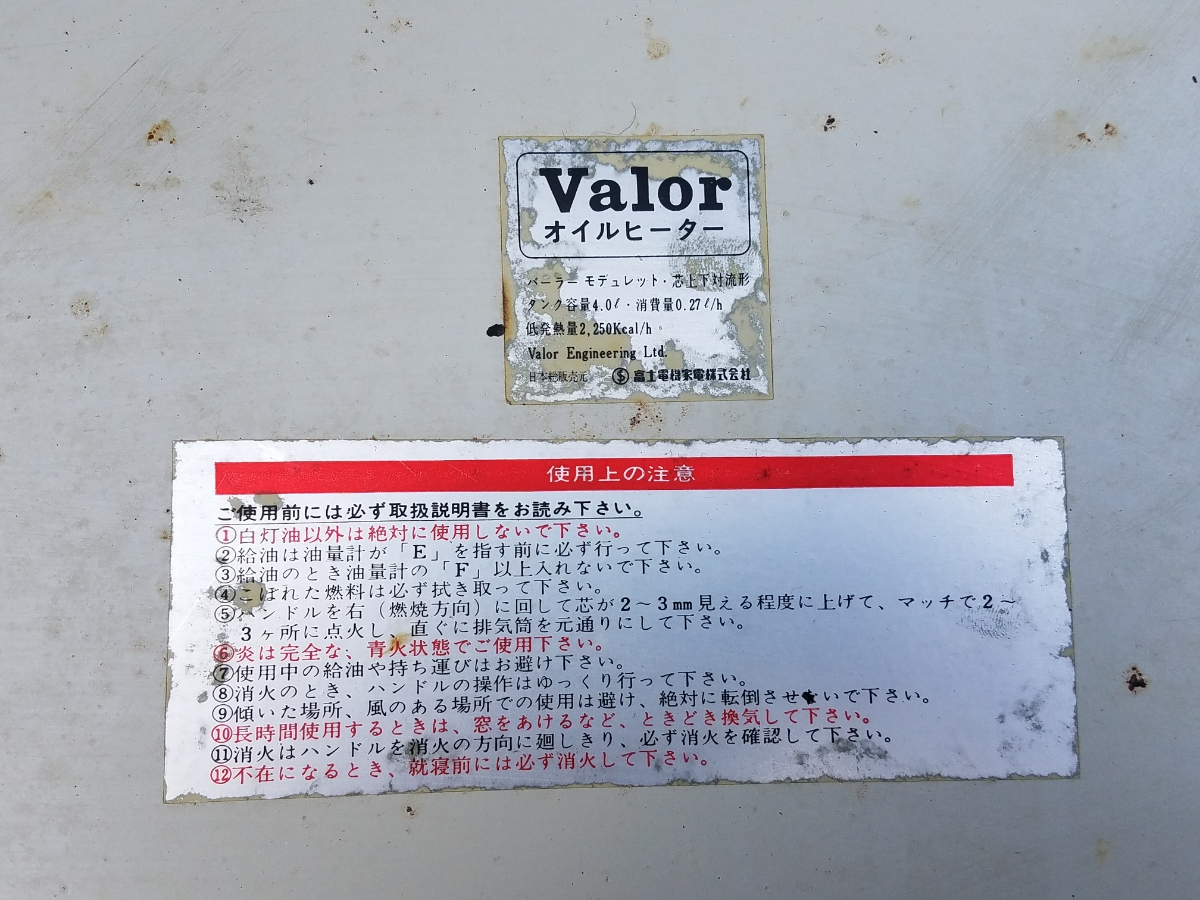 Valor
オイルヒーター
バーラー モデュレット・芯上下対流形
タンク容量4.0ℓ・消費量0.27ℓ/h
低発熱量2,250Kcal/h
Valor Engineering Ltd.
日本総販売元 富士電機家電株式会社
使用上の注意
ご使用前には必ず取扱説明書をお読み下さい。
①白灯油以外は絶対に使用しないで下さい。
②給油は油量計が「E」を指す前に必ず行って下さい。
③給油のとき油量計の「F」以上入れないで下さい。
④こぼれた燃料は必ず拭き取って下さい。
⑤ハンドルを右（燃焼方向）に回して芯が2～3mm見える程度に上げて、マッチで2～
3ヶ所に点火し、直ぐに排気筒を元通りにして下さい。
⑥炎は完全な、青火状態でご使用下さい。
⑦使用中の給油や持ち運びはお避け下さい。
⑧消火のとき、ハンドルの操作はゆっくり行って下さい。
⑨傾いた場所、風のある場所での使用は避け、絶対に転倒させないで下さい。
⑩長時間使用するときは、窓をあけるなど、ときどき換気して下さい。
⑪消火はハンドルを消火の方向に廻しきり、必ず消火を確認して下さい。
⑫不在になるとき、就寝前には必ず消火して下さい。